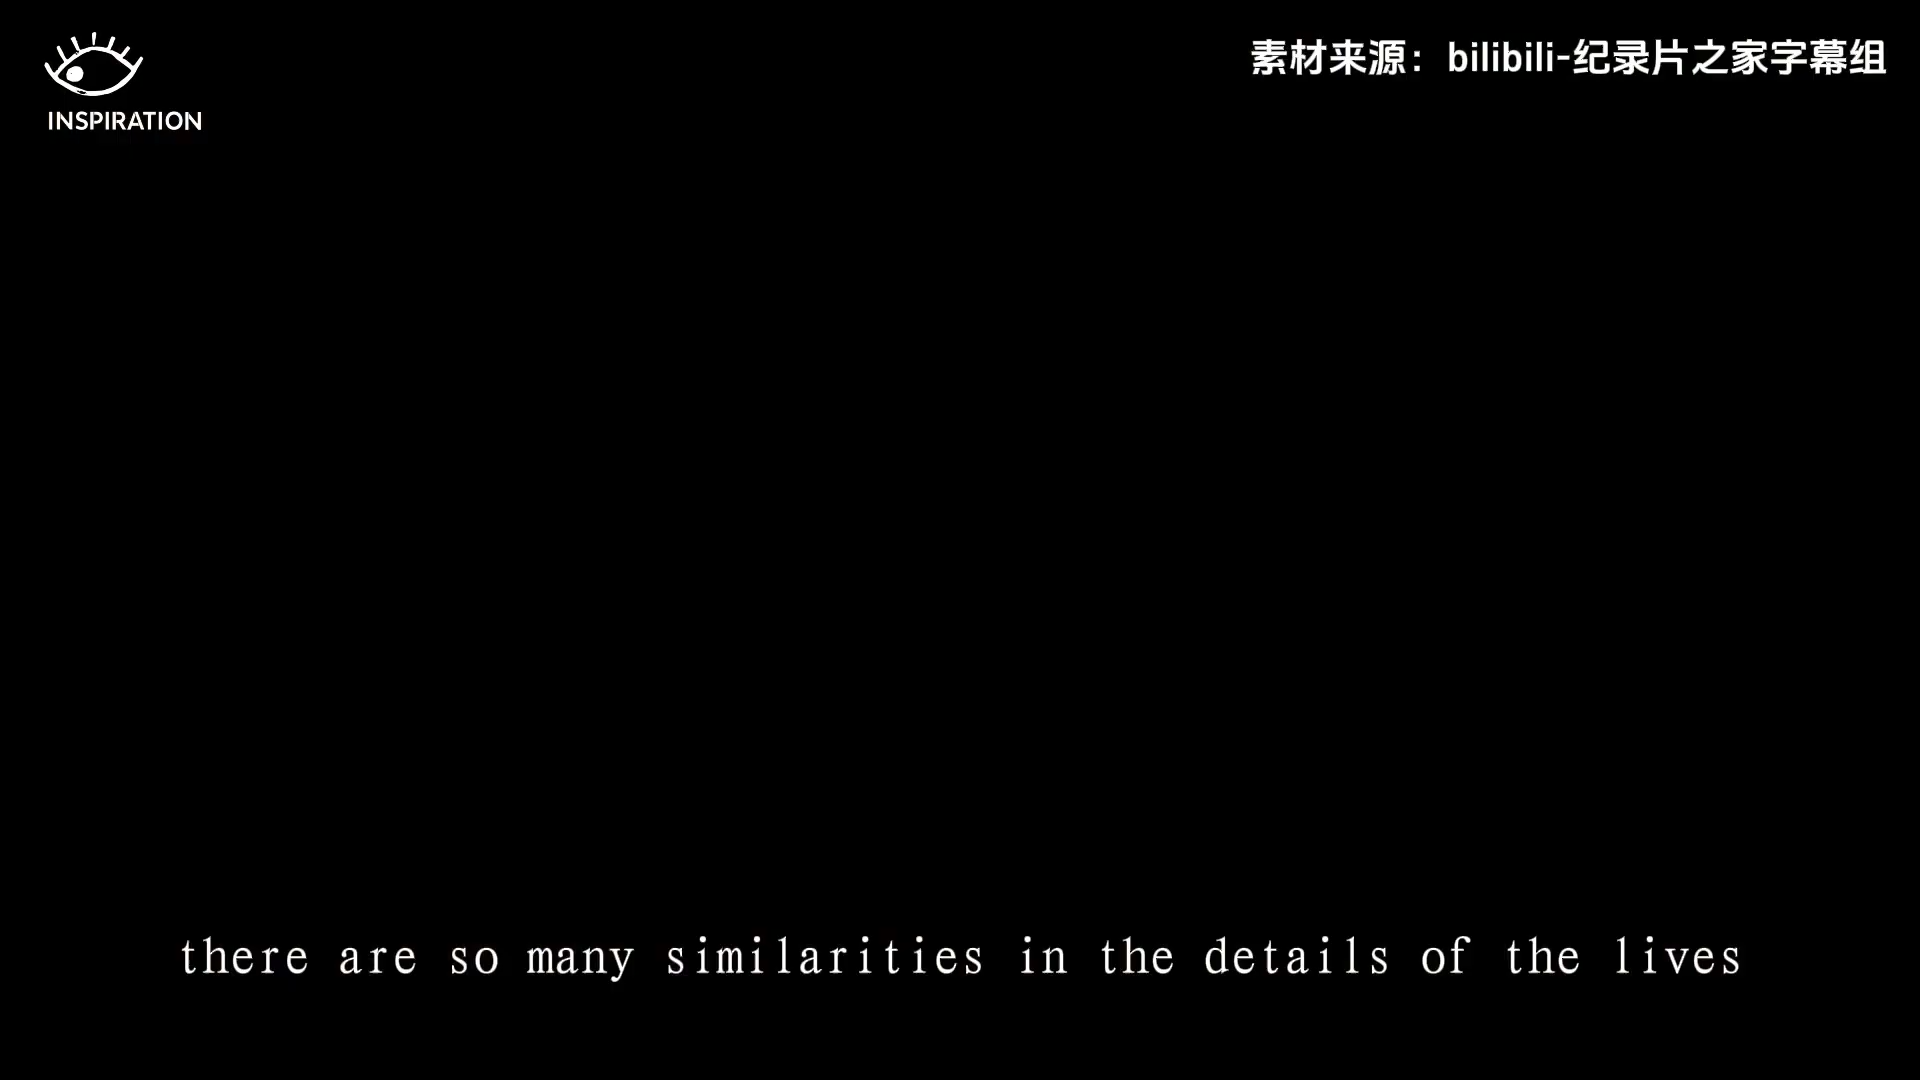 素材来源：bilibili-纪录片之家字幕组
INSPIRATION
there are so many similarities in the details of the lives